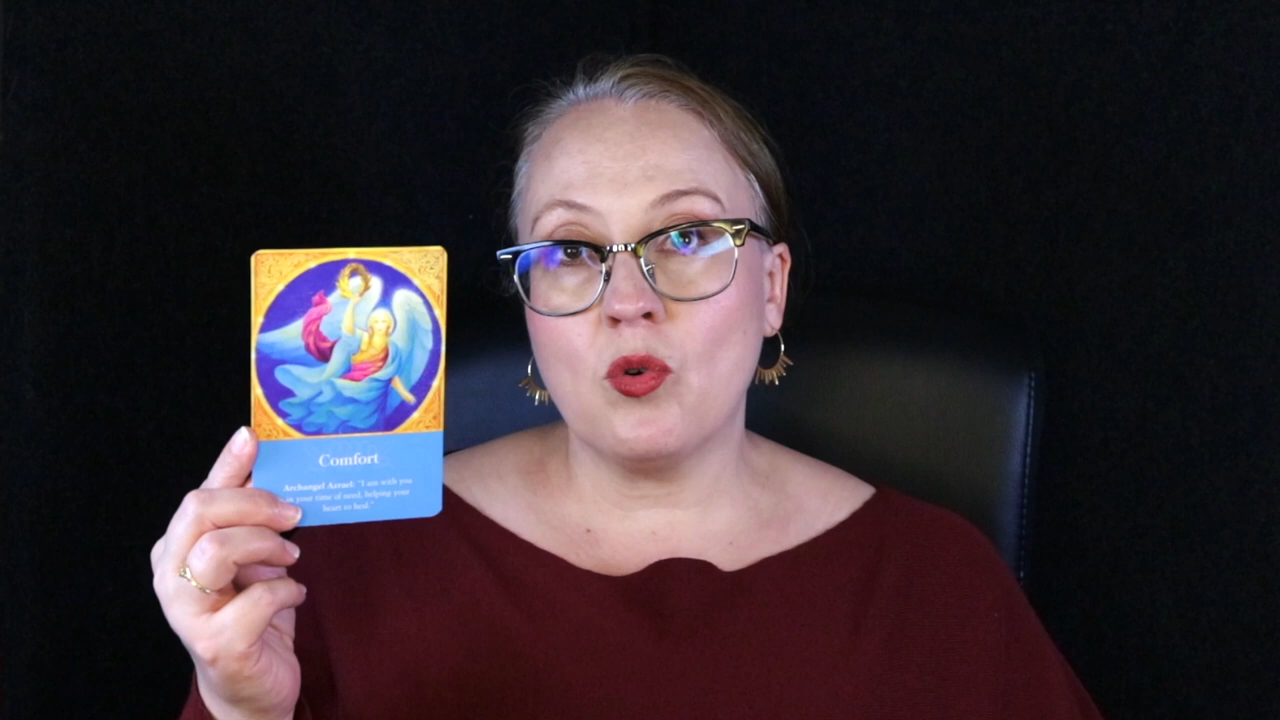 Comfort
Archangel Azrael: "I am with you
in your time of need, helping your
heart to heal."